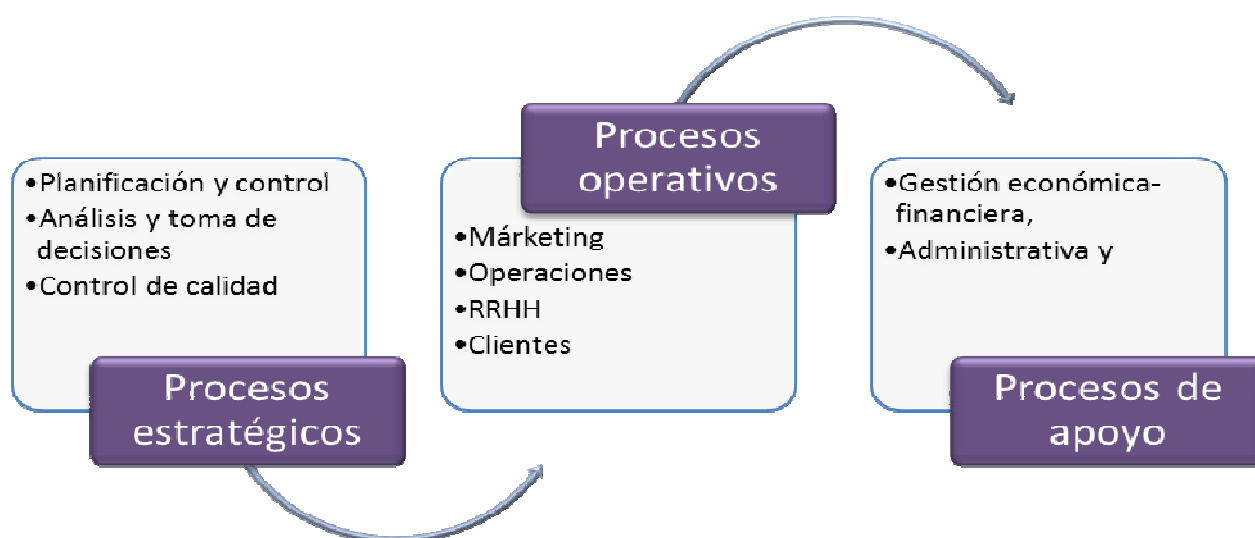 •Planificación y control
•Análisis y toma de
decisiones
•Control de calidad
Procesos
estratégicos
Procesos
operativos
•Márketing
•Operaciones
•RRHH
•Clientes
•Gestión económica-
financiera,
•Administrativa y
Procesos de
apoyo